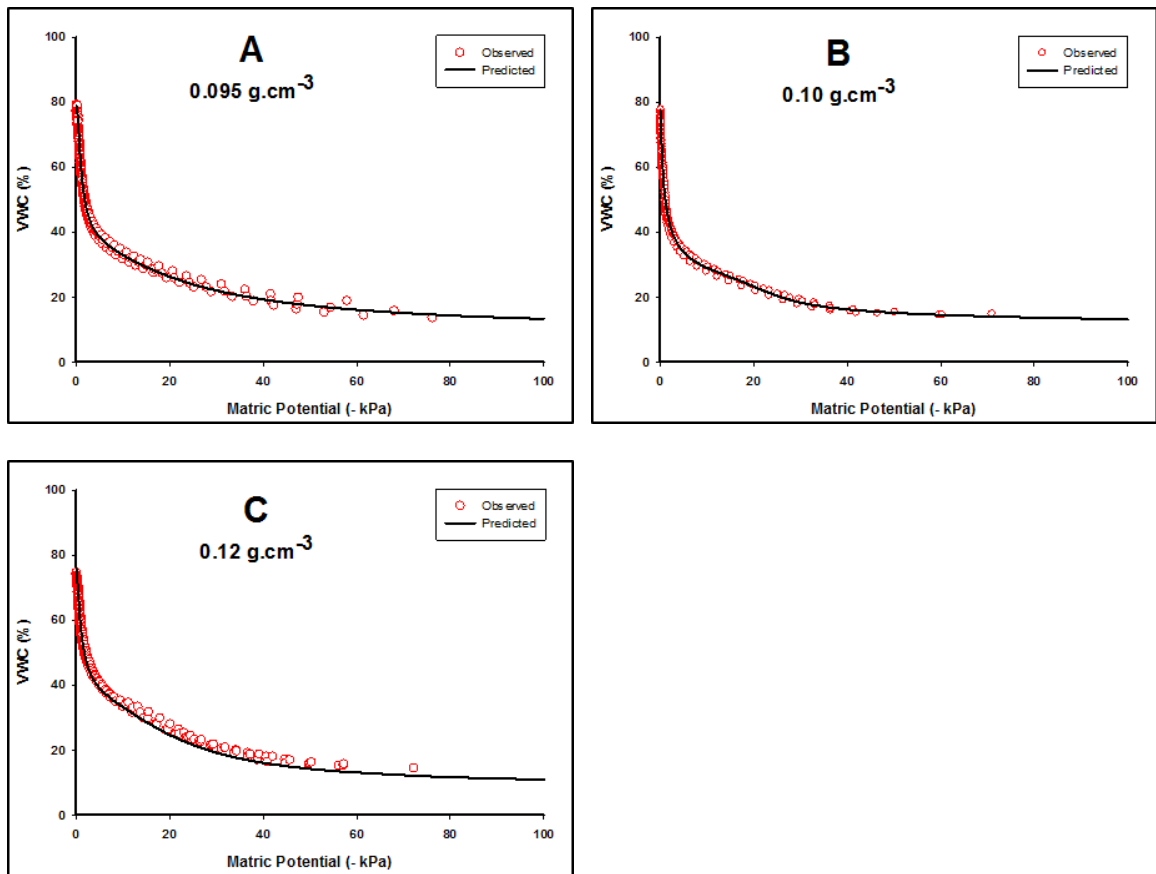 A
0.095 g.cm⁻³
Observed
Predicted
100
80
60
40
20
0
VWC (%)
0 20 40 60 80 100
Matric Potential (- kPa)
B
0.10 g.cm⁻³
Observed
Predicted
100
80
60
40
20
0
VWC (%)
0 20 40 60 80 100
Matric Potential (- kPa)
C
0.12 g.cm⁻³
Observed
Predicted
100
80
60
40
20
0
VWC (%)
0 20 40 60 80 100
Matric Potential (- kPa)